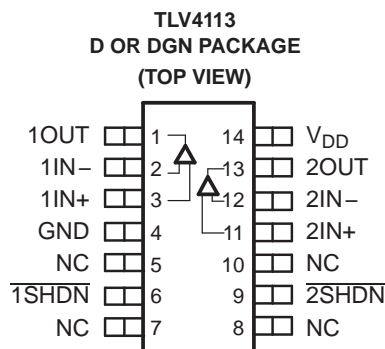 TLV4113
D OR DGN PACKAGE
(TOP VIEW)
1OUT 1 14 VDD
1IN− 2 13 2OUT
1IN+ 3 12 2IN−
GND 4 11 2IN+
NC 5 10 NC
1SHDN 6 9 2SHDN
NC 7 8 NC